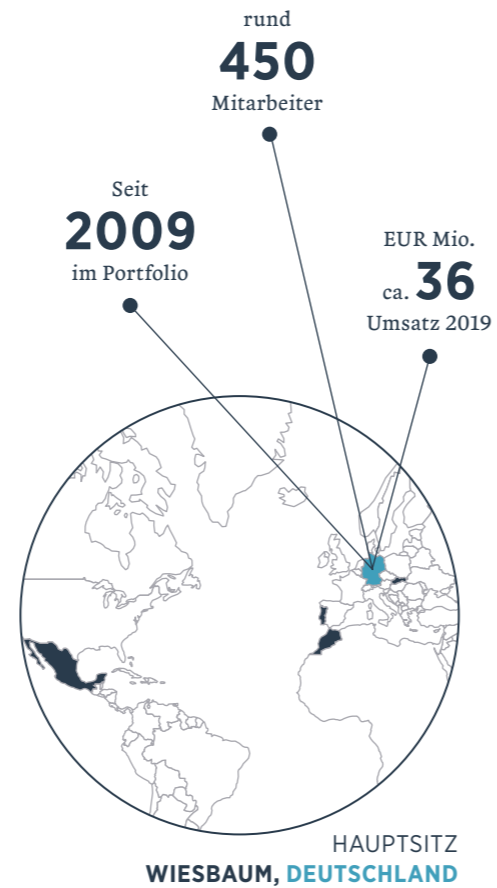 rund
450
Mitarbeiter
Seit
2009
im Portfolio
EUR Mio.
ca. 36
Umsatz 2019
HAUPTSITZ
WIESBAUM, DEUTSCHLAND